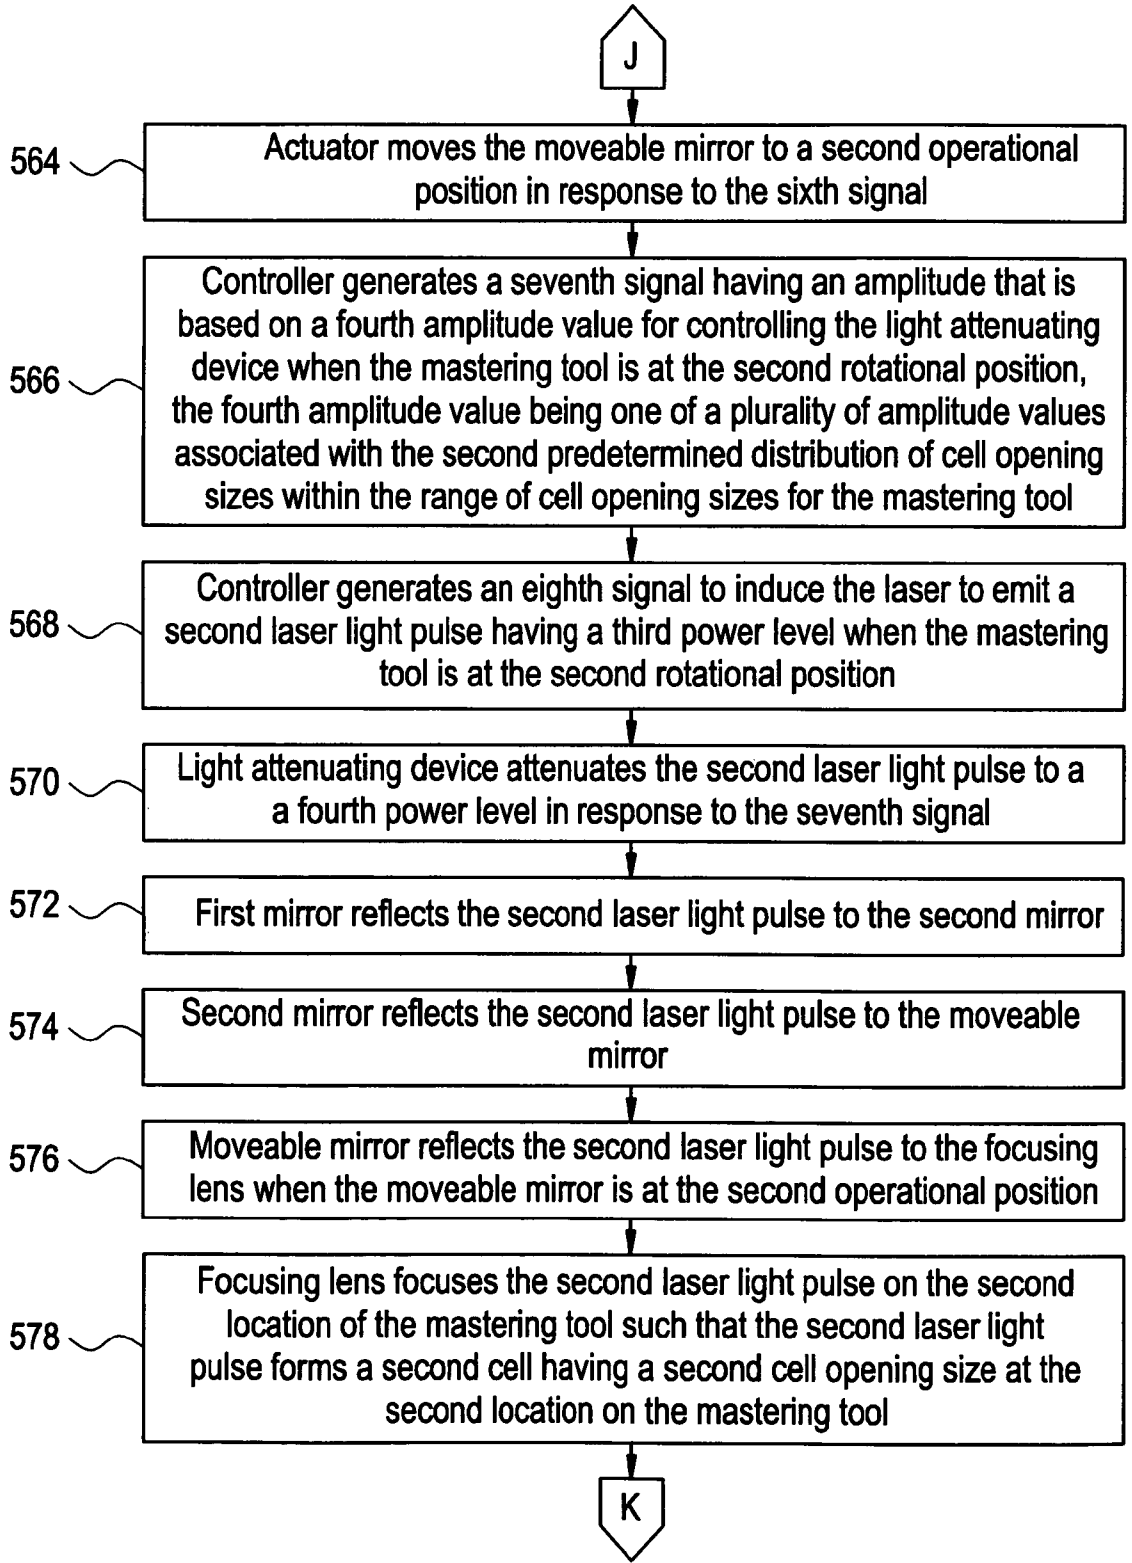 J
564
Actuator moves the moveable mirror to a second operational
position in response to the sixth signal
566
Controller generates a seventh signal having an amplitude that is
based on a fourth amplitude value for controlling the light attenuating
device when the mastering tool is at the second rotational position,
the fourth amplitude value being one of a plurality of amplitude values
associated with the second predetermined distribution of cell opening
sizes within the range of cell opening sizes for the mastering tool
568
Controller generates an eighth signal to induce the laser to emit a
second laser light pulse having a third power level when the mastering
tool is at the second rotational position
570
Light attenuating device attenuates the second laser light pulse to a
a fourth power level in response to the seventh signal
572
First mirror reflects the second laser light pulse to the second mirror
574
Second mirror reflects the second laser light pulse to the moveable
mirror
576
Moveable mirror reflects the second laser light pulse to the focusing
lens when the moveable mirror is at the second operational position
578
Focusing lens focuses the second laser light pulse on the second
location of the mastering tool such that the second laser light
pulse forms a second cell having a second cell opening size at the
second location on the mastering tool
K